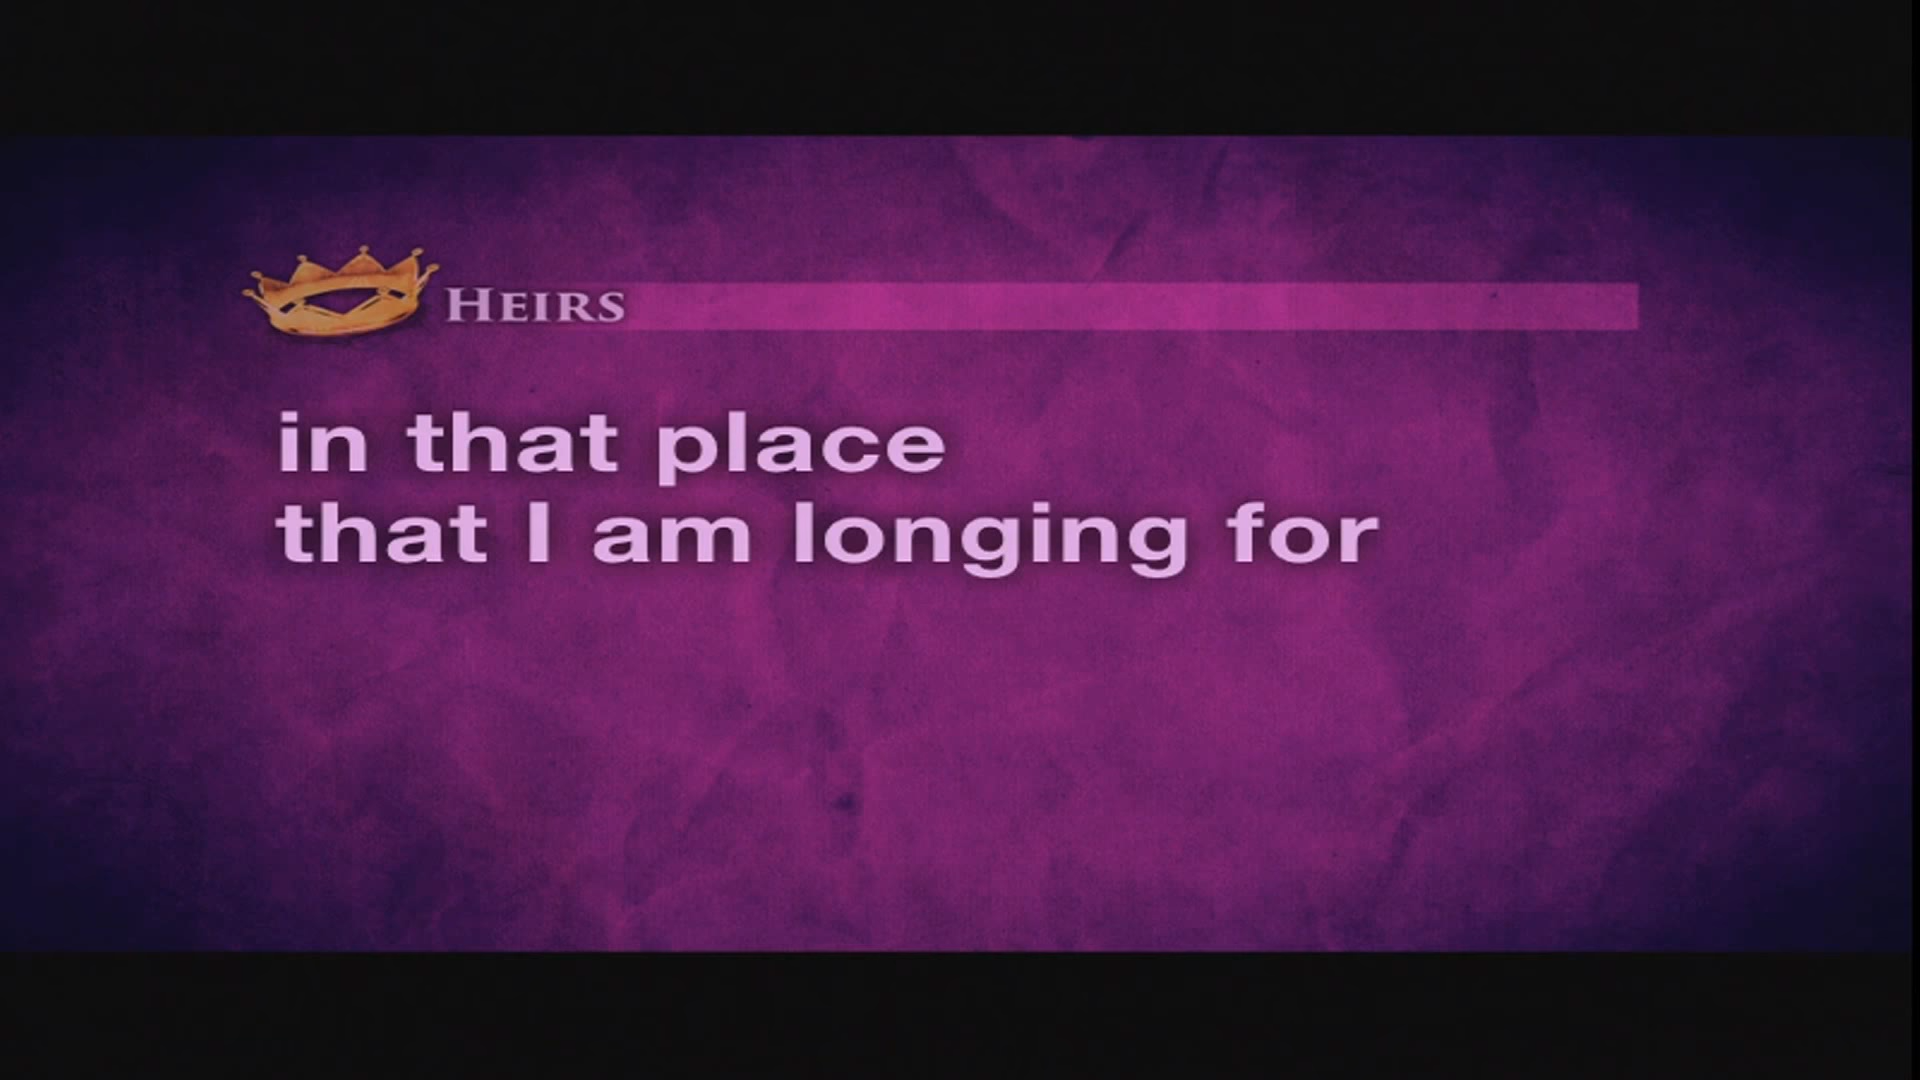 HEIRS
in that place
that I am longing for